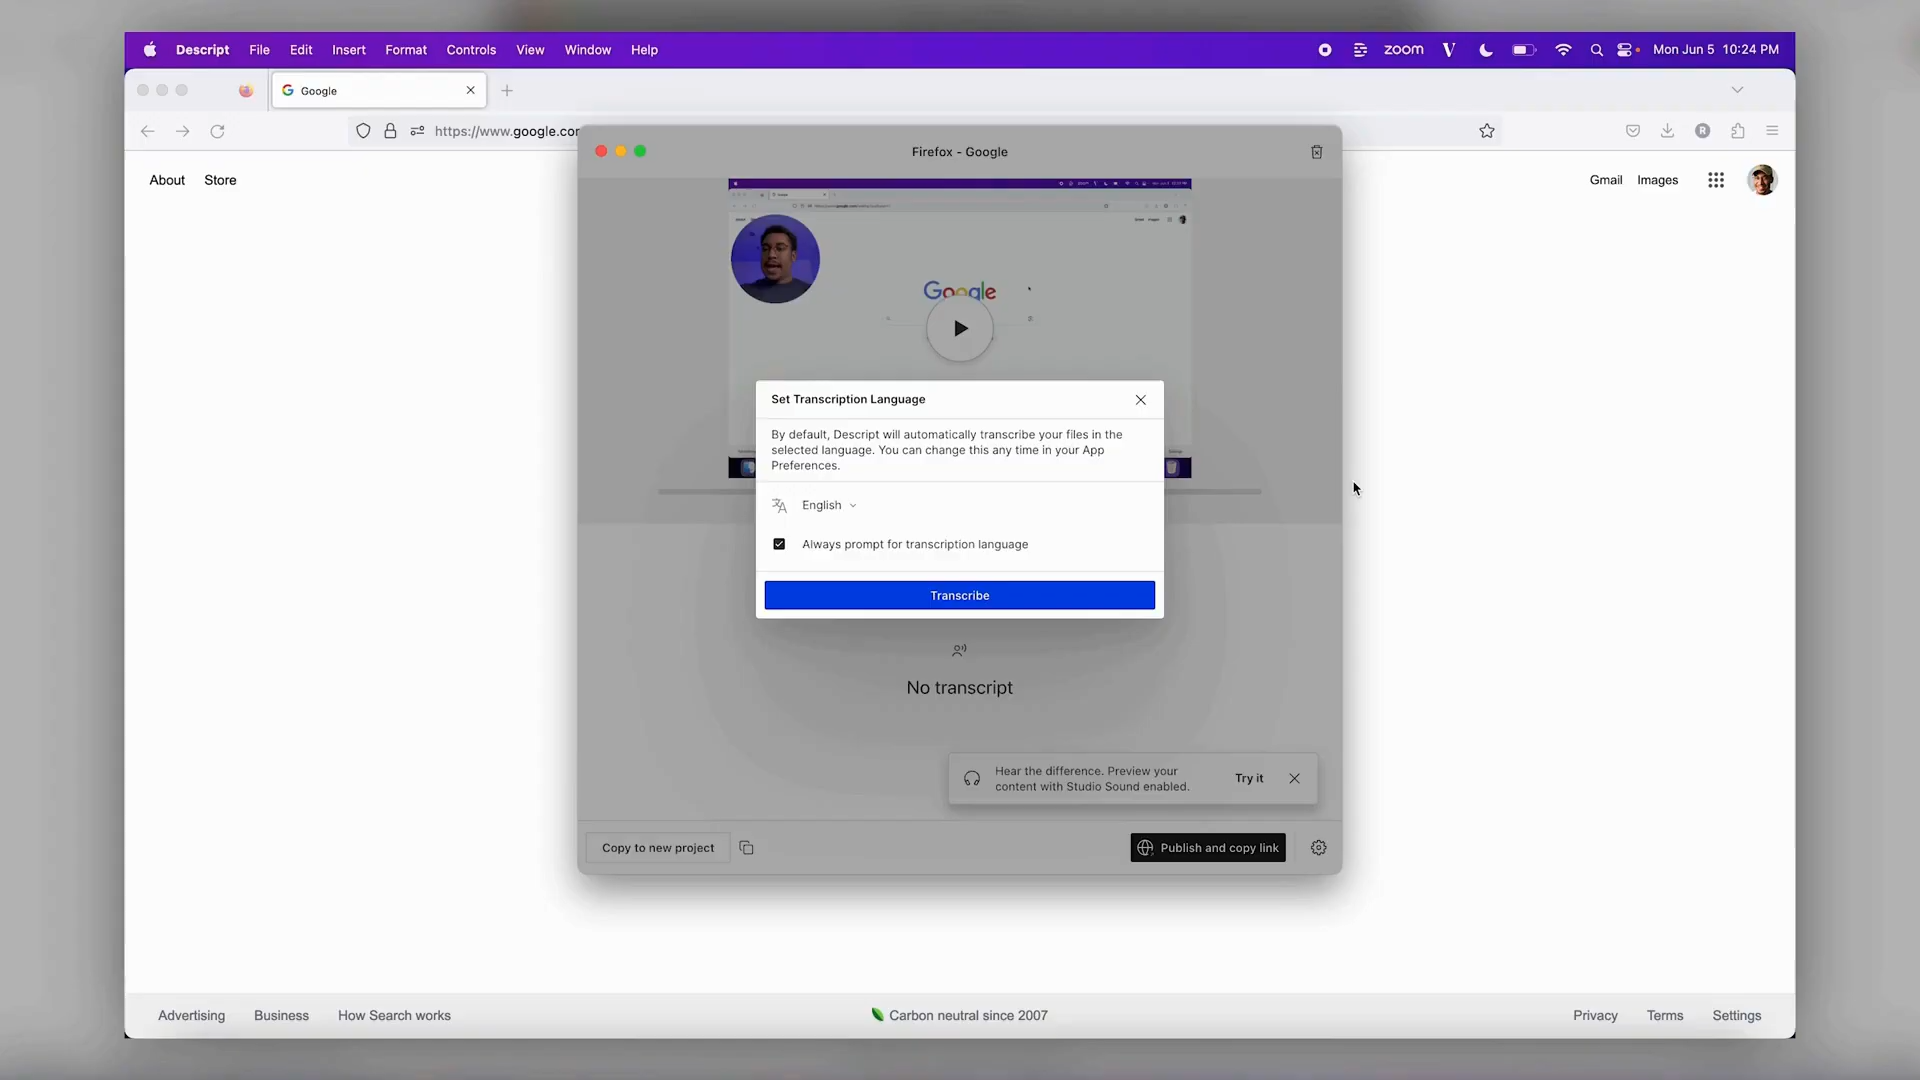 Descript File Edit Insert Format Controls View Window Help zoom Mon Jun 5 10:24 PM
Google
https://www.google.com
Firefox - Google
About Store
Gmail Images
Google
Set Transcription Language
By default, Descript will automatically transcribe your files in the
selected language. You can change this any time in your App
Preferences.
English
Always prompt for transcription language
Transcribe
No transcript
Hear the difference. Preview your
content with Studio Sound enabled.
Try it
Copy to new project
Publish and copy link
Advertising Business How Search works
Carbon neutral since 2007
Privacy Terms Settings